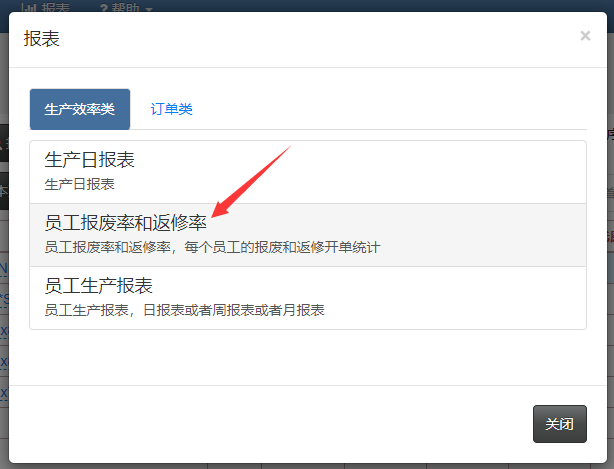 报表 ? 帮助
报表
×
生产效率类 订单类
生产日报表
生产日报表
员工报废率和返修率
员工报废率和返修率，每个员工的报废和返修开单统计
员工生产报表
员工生产报表，日报表或者周报表或者月报表
关闭